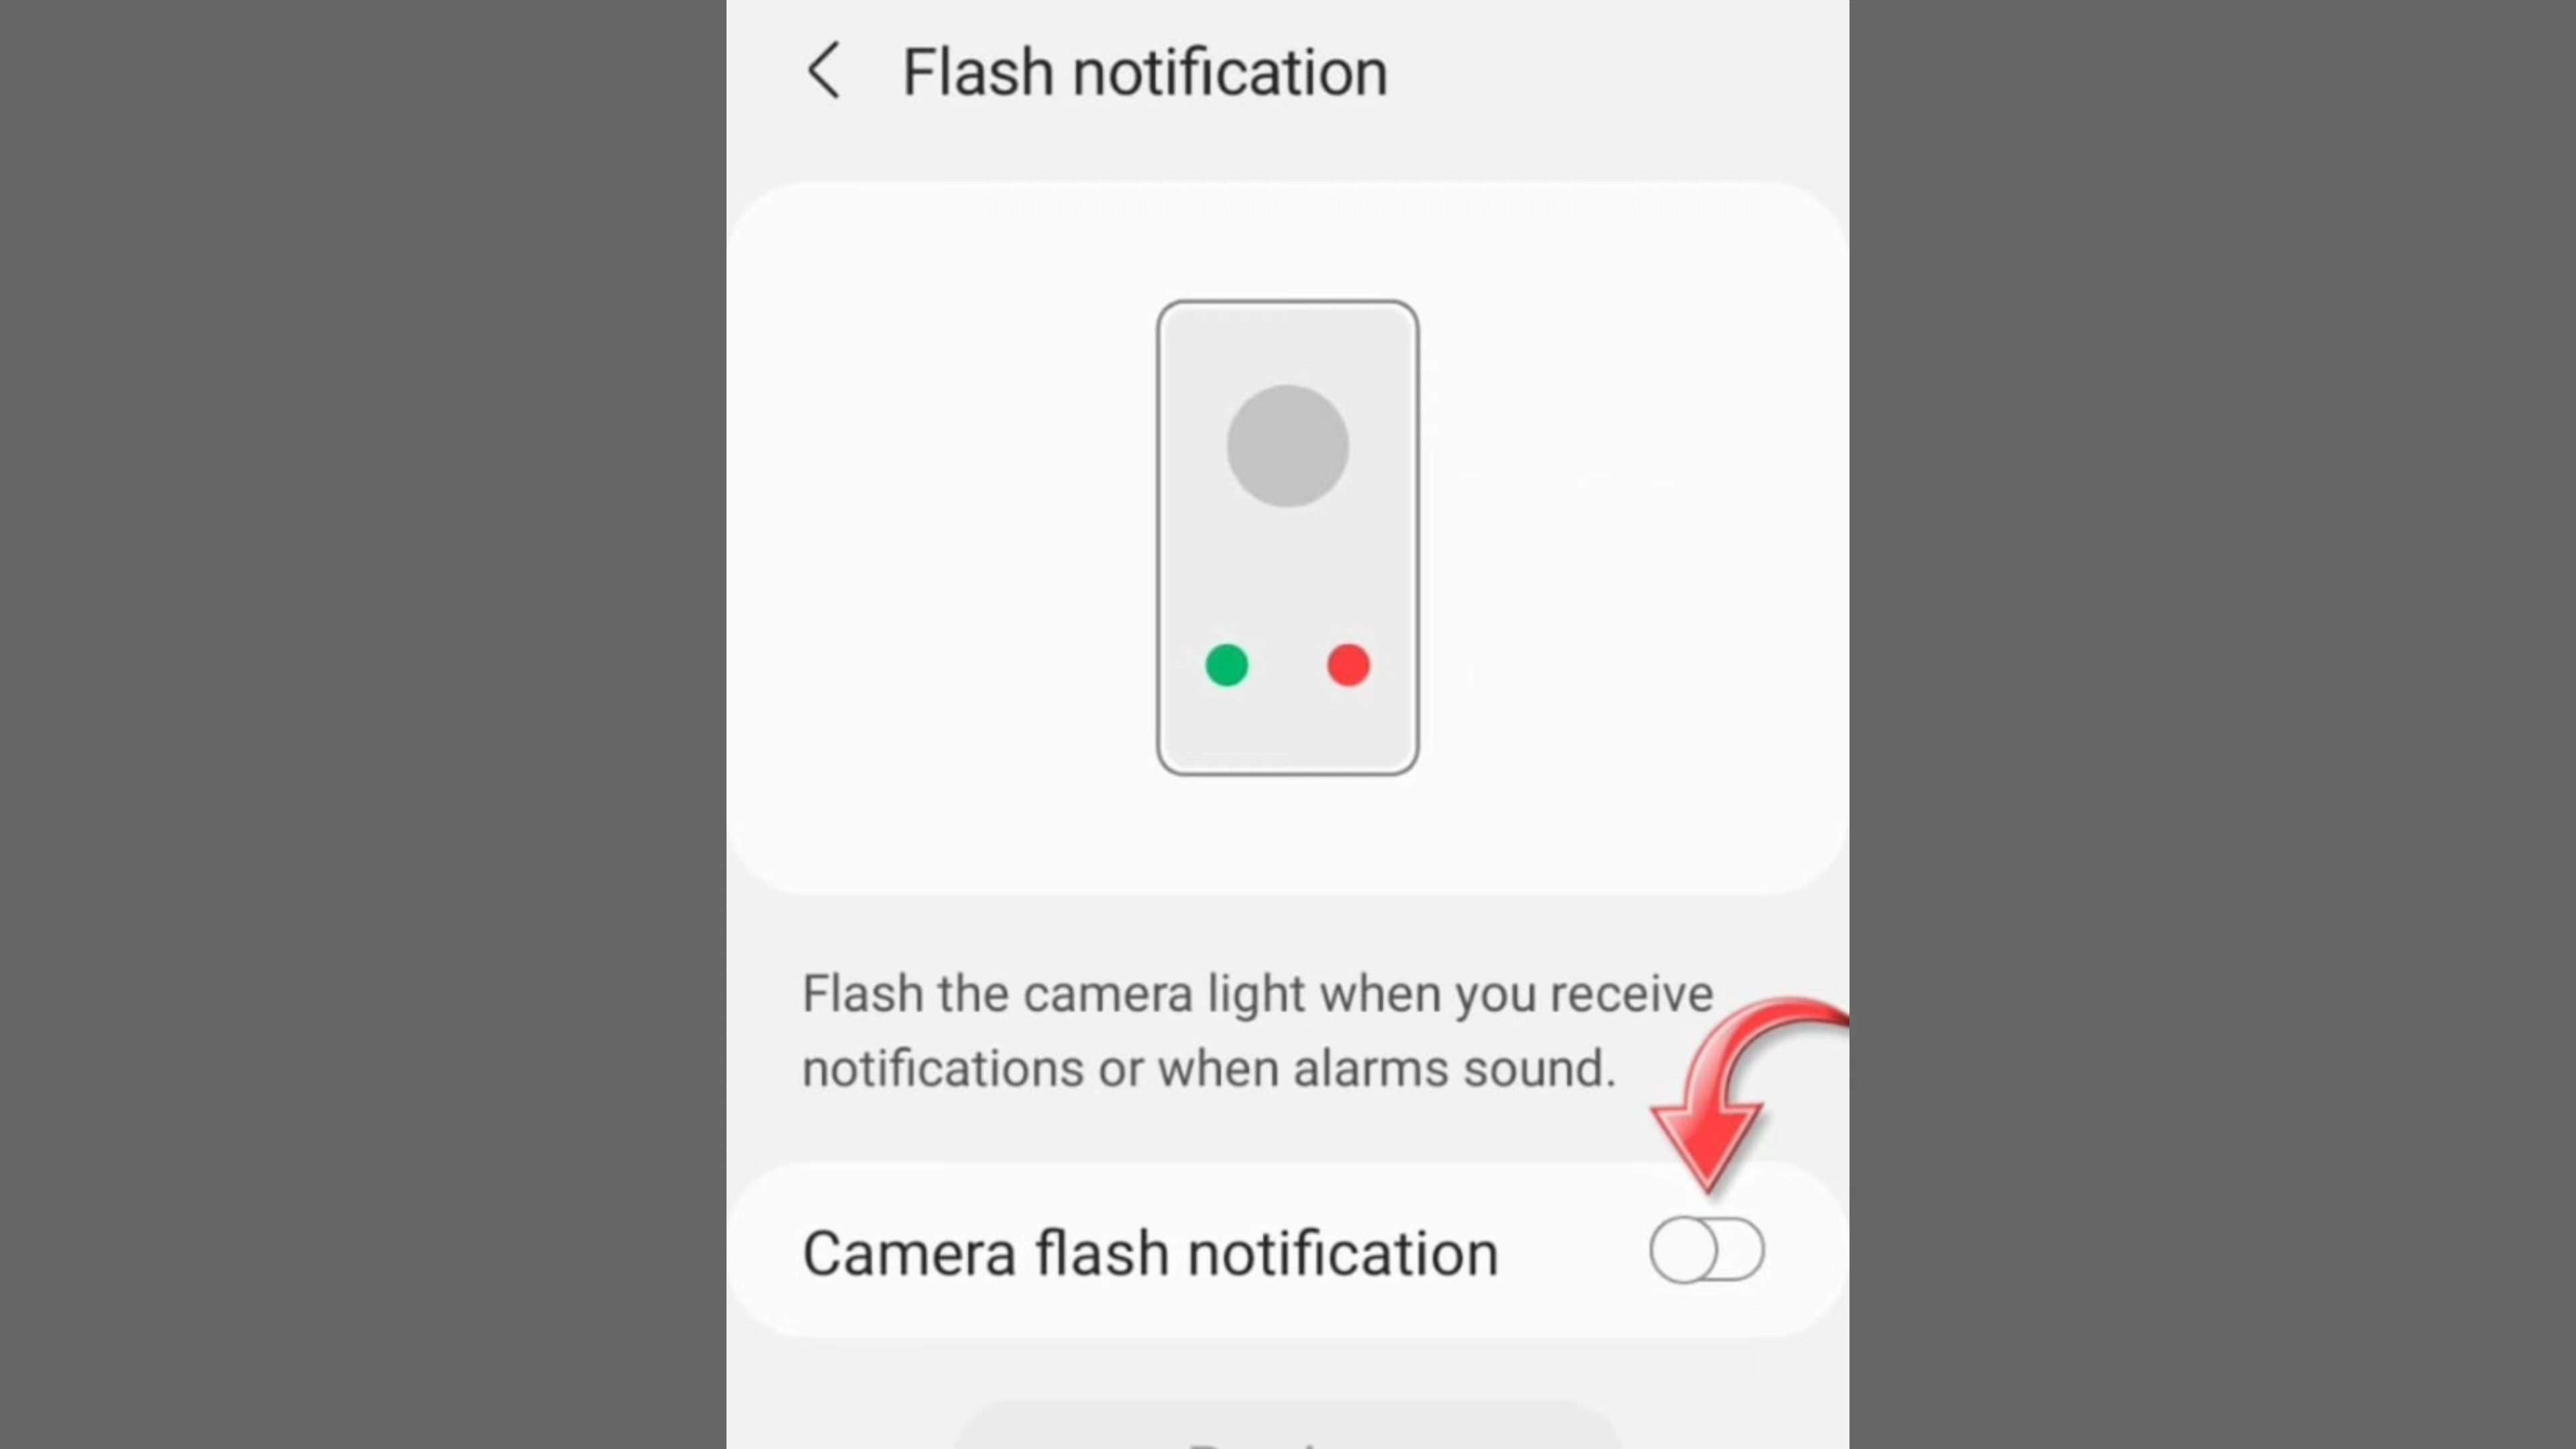 Flash notification
Flash the camera light when you receive
notifications or when alarms sound.
Camera flash notification